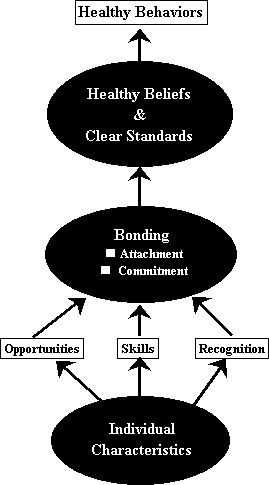 Healthy Behaviors
Healthy Beliefs
&
Clear Standards
Bonding
Attachment
Commitment
Opportunities
Skills
Recognition
Individual
Characteristics